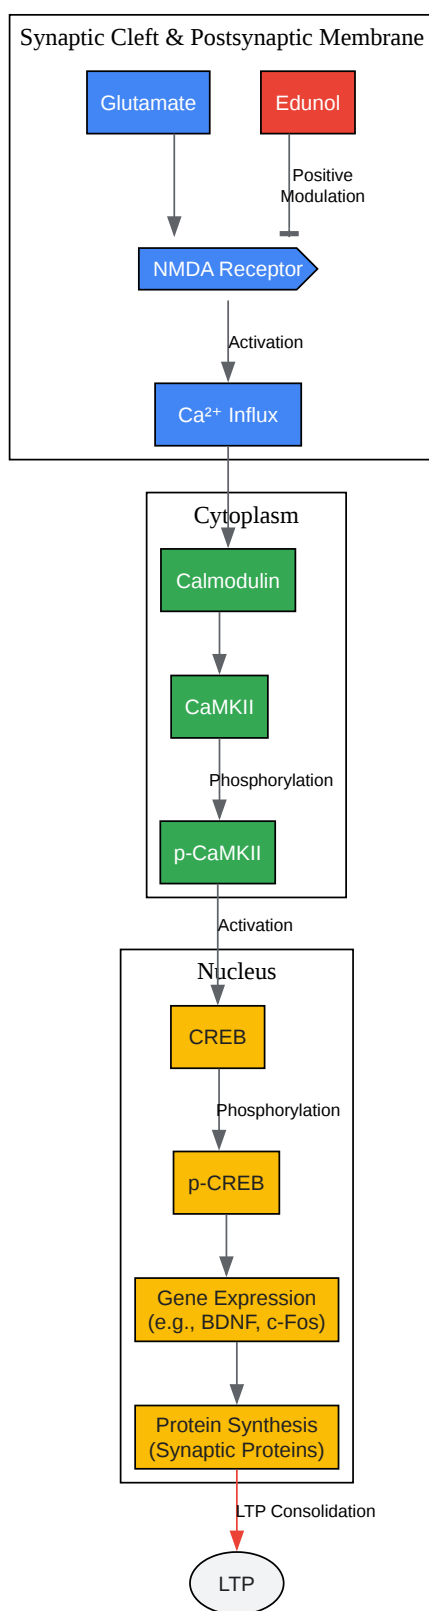 Synaptic Cleft & Postsynaptic Membrane
Glutamate
Edunol
Positive
Modulation
NMDA Receptor
Activation
Ca²⁺ Influx
Cytoplasm
Calmodulin
CaMKII
Phosphorylation
p-CaMKII
Activation
Nucleus
CREB
Phosphorylation
p-CREB
Gene Expression
(e.g., BDNF, c-Fos)
Protein Synthesis
(Synaptic Proteins)
LTP Consolidation
LTP